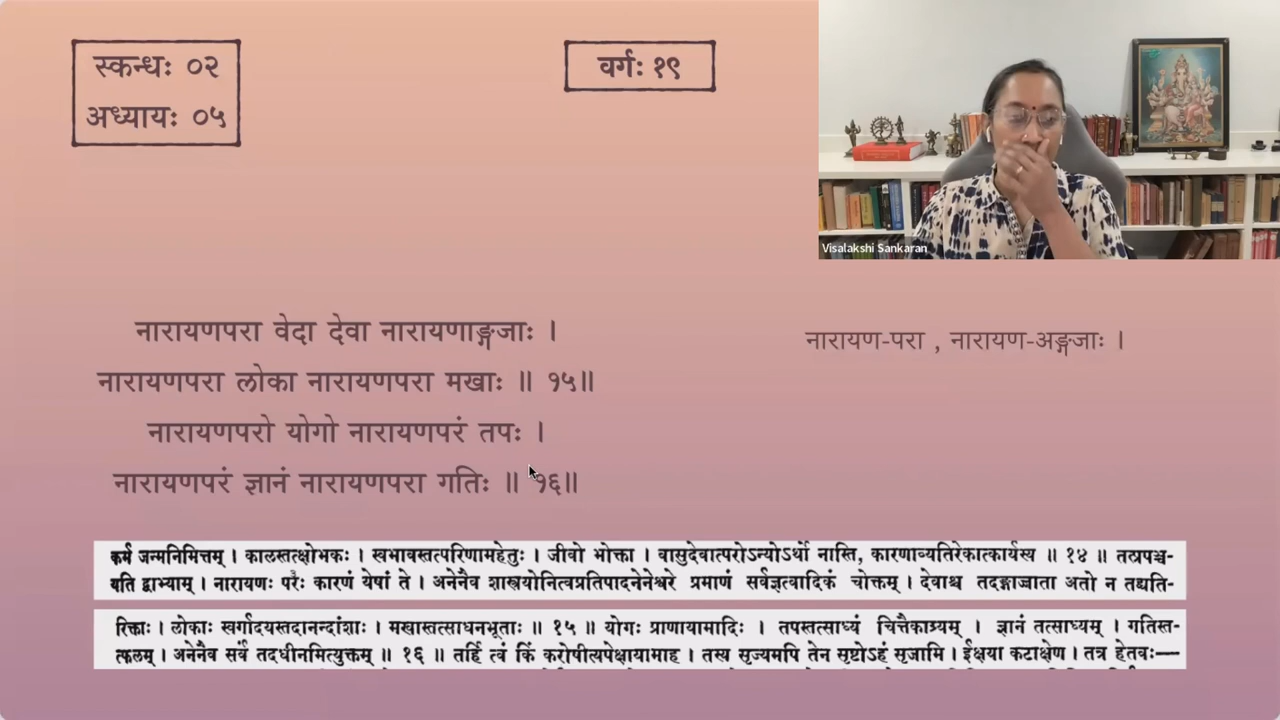 स्कन्धः ०२
अध्यायः ०५
वर्गः १९
Visalakshi Sankaran
नारायणपरा वेदा देवा नारायणाङ्गजाः ।
नारायणपरा लोका नारायणपरा मखाः ॥ १५॥
नारायणपरो योगो नारायणपरं तपः ।
नारायणपरं ज्ञानं नारायणपरा गतिः ॥ १६॥
नारायण-परा , नारायण-अङ्गजाः ।
कर्म जन्मनिमित्तम् । कालस्तत्क्षोभकः । स्वभावस्तत्परिणामहेतुः । जीवो भोक्ता । वासुदेवात्परोऽन्योऽर्थो नास्ति, कारणाव्यतिरेकात्कार्यस्य ॥ १४ ॥ तत्प्रपञ्च-
यति द्वाभ्याम् । नारायणः परः कारणं येषां ते । अनेनैव शास्त्रयोनित्वप्रतिपादनेनेश्वरे प्रमाणं सर्वज्ञत्वादिकं चोक्तम् । देवाश्च तदङ्गाज्जाता अतो न तद्व्यति-
रिक्ताः । लोकाः स्वर्गादयस्तदानन्दांशाः । मखास्तत्साधनभूताः ॥ १५ ॥ योगः प्राणायामादिः । तपस्तत्साध्यं चित्तैकाग्र्यम् । ज्ञानं तत्साध्यम् । गतिस्त-
त्फलम् । अनेनैव सर्वं तदधीनमित्युक्तम् ॥ १६ ॥ तर्हि त्वं किं करोषीत्यपेक्षायामाह । तस्य सृज्यमपि तेन सृष्टोऽहं सृजामि । ईक्षया कटाक्षेण । तत्र हेतवः—